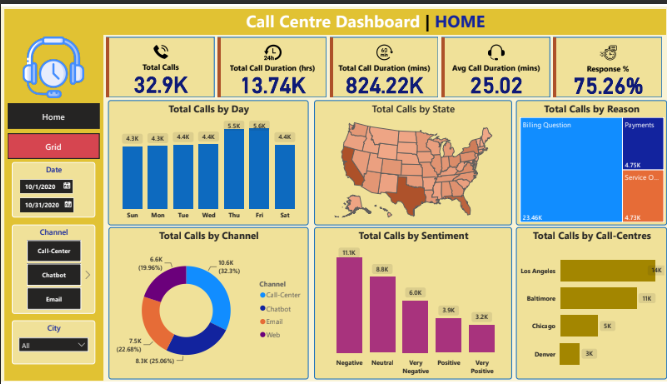 Call Centre Dashboard | HOME
Total Calls
32.9K
24h
Total Call Duration (hrs)
13.74K
60
min
Total Call Duration (mins)
824.22K
Avg Call Duration (mins)
25.02
Response %
75.26%
Home
Grid
Date
10/1/2020
10/31/2020
Channel
Call-Center
Chatbot
Email
City
All
Total Calls by Day
4.3K 4.3K 4.4K 4.4K 5.5K 5.6K 4.4K
Sun Mon Tue Wed Thu Fri Sat
Total Calls by State
Total Calls by Reason
Billing Question
23.46K
Payments
4.75K
Service O...
4.73K
Total Calls by Channel
6.6K
(19.96%)
10.6K
(32.3%)
7.5K
(22.68%)
8.3K (25.06%)
Channel
Call-Center
Chatbot
Email
Web
Total Calls by Sentiment
11.1K
8.8K
6.0K
3.9K
3.2K
Negative Neutral Very Positive Very
Negative Positive
Total Calls by Call-Centres
Los Angeles 14K
Baltimore 11K
Chicago 5K
Denver 3K